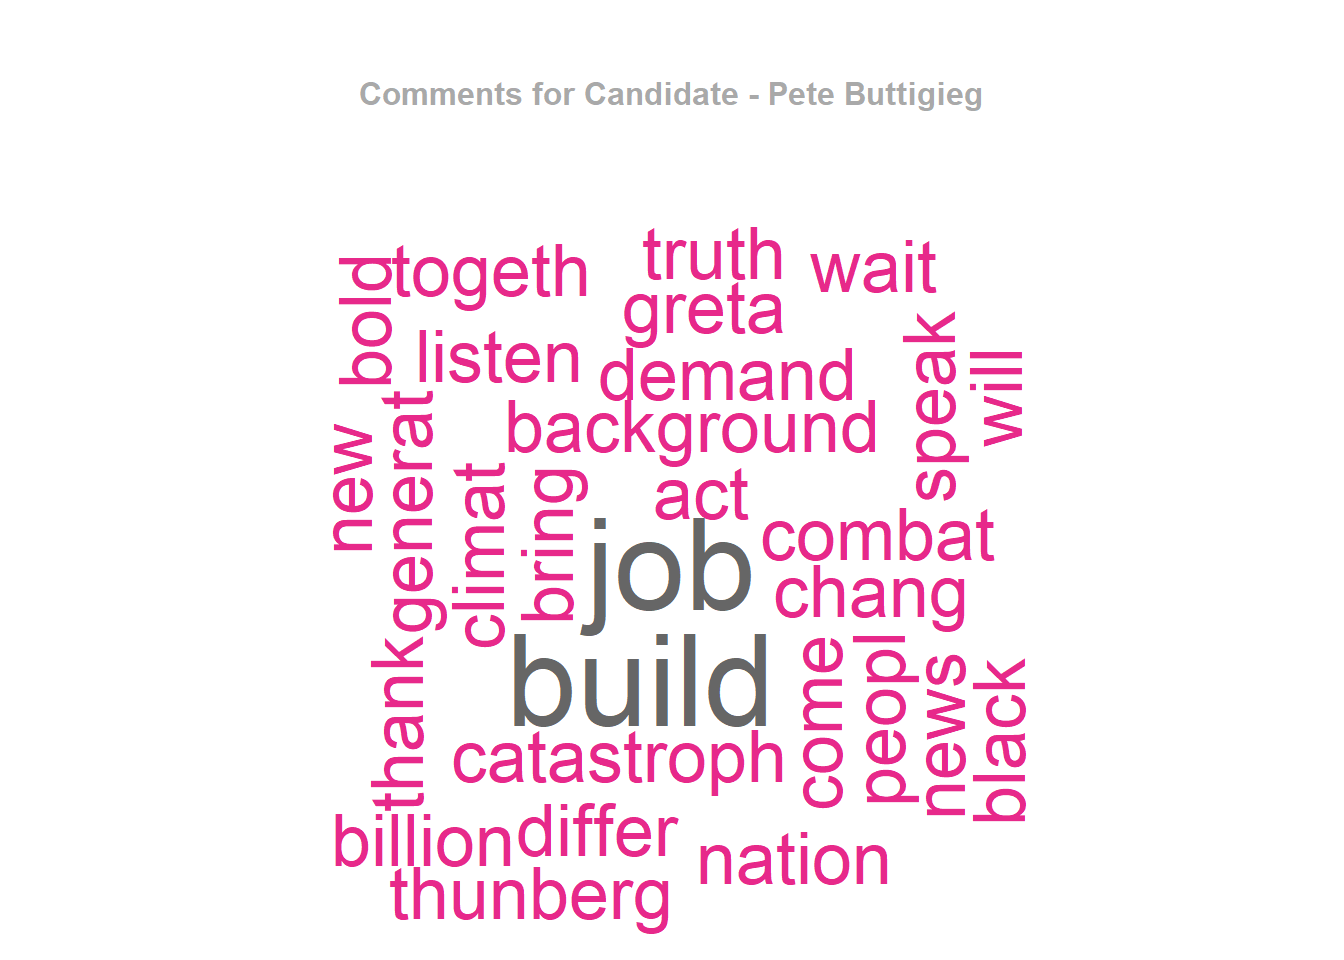 Comments for Candidate - Pete Buttigieg
truth
togeth
wait
bold
greta
listen
demand
speak
will
background
new
generat
climat
bring
act
combat
job
chang
build
thank
come
peopl
news
black
catastroph
differ
billion
nation
thunberg